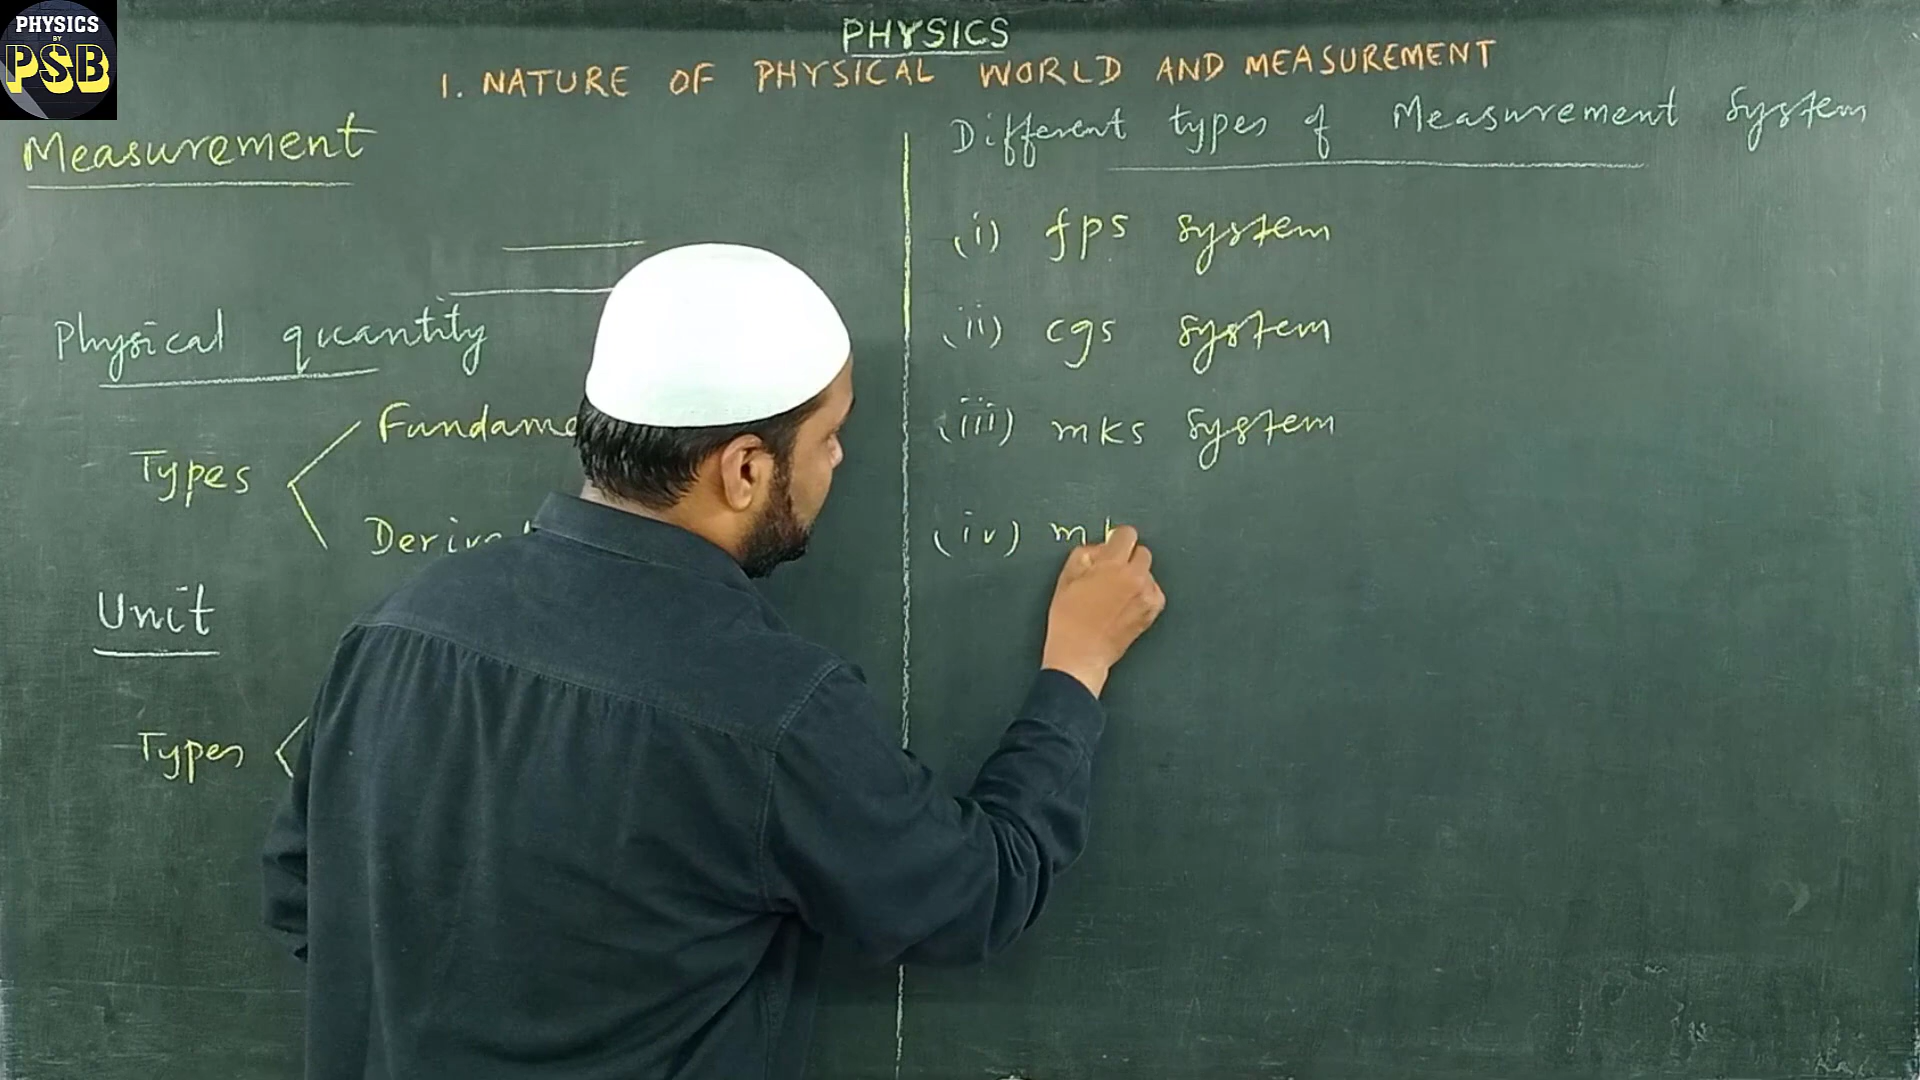 PHYSICS
BY
PSB
PHYSICS
1. NATURE OF PHYSICAL WORLD AND MEASUREMENT
Measurement
Physical quantity
Types
Fundame
Deriv
Unit
Types
Different types of Measurement System
(i) fps system
(ii) cgs system
(iii) mks system
(iv) m